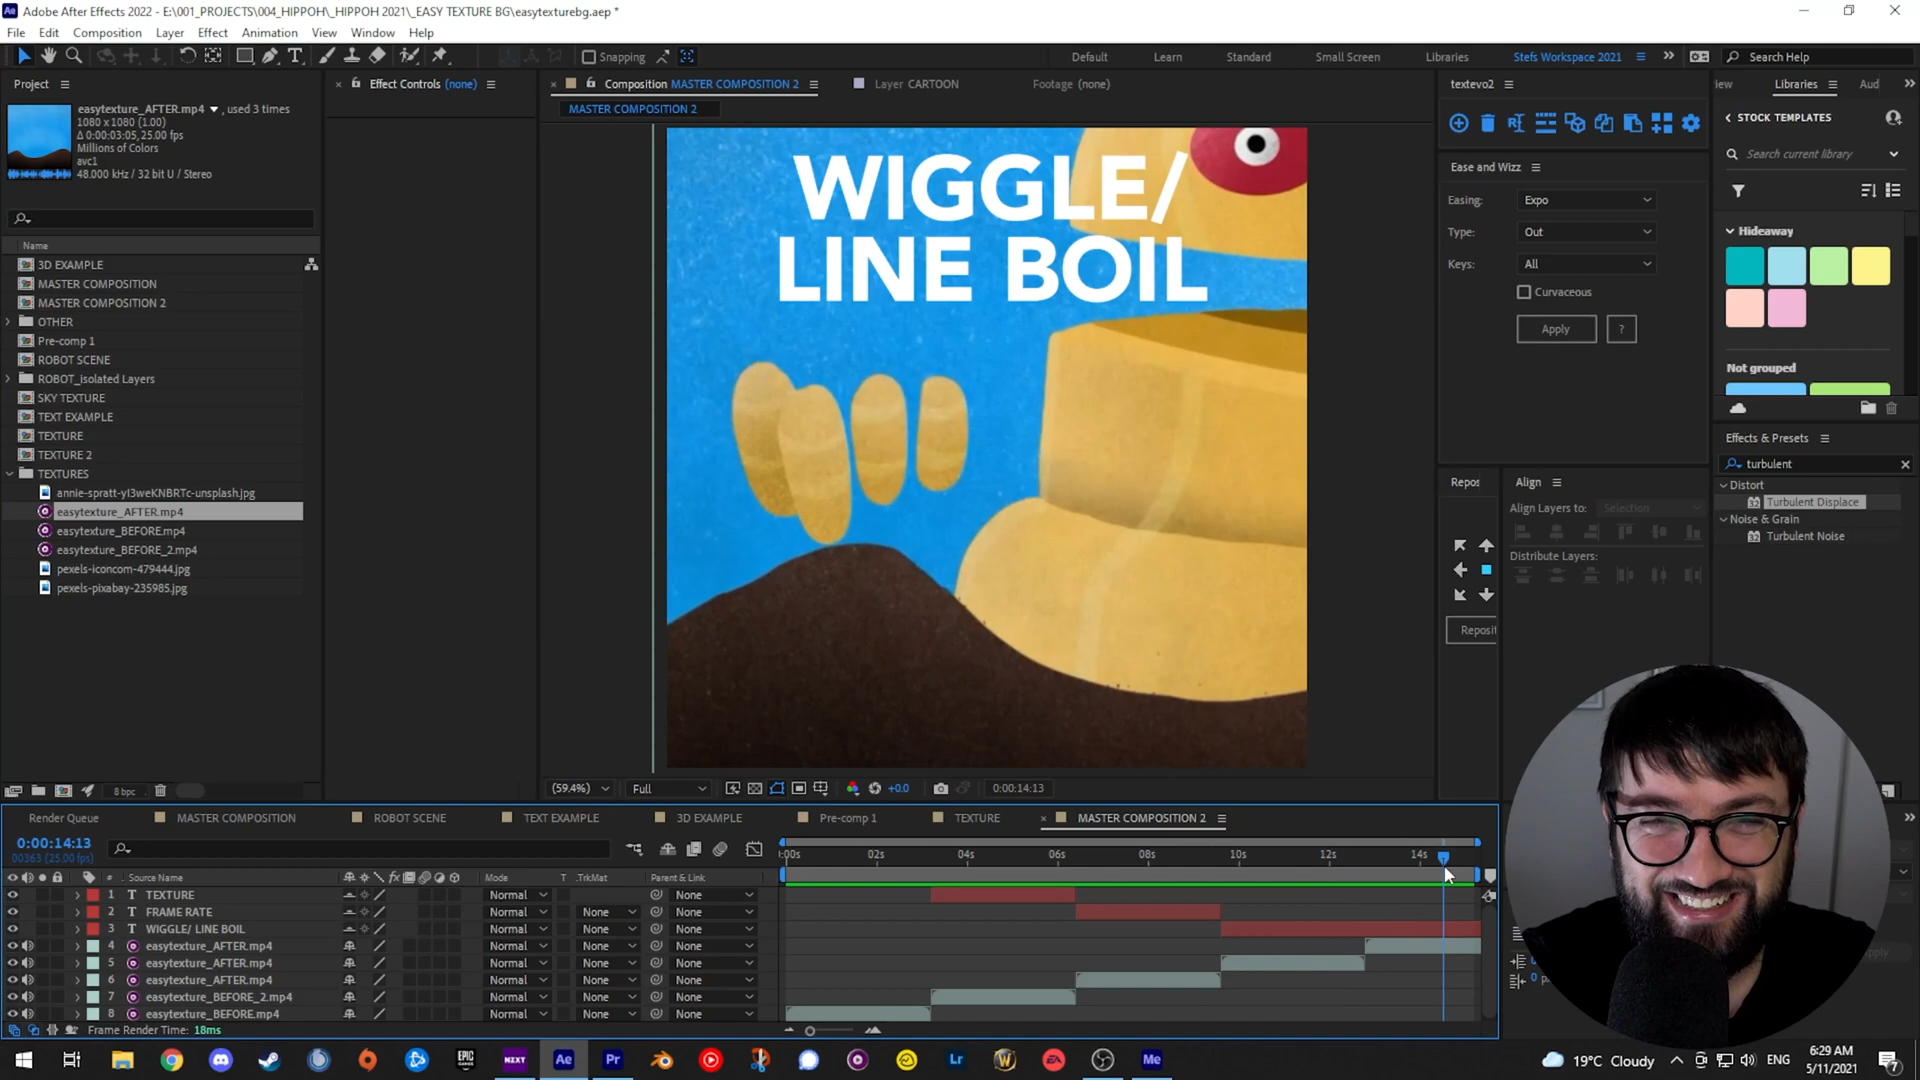 Adobe After Effects 2022 - E:\001_PROJECTS\004_HIPPOH\_HIPPOH 2021\_EASY TEXTURE BG\easytexturebg.aep *
File Edit Composition Layer Effect Animation View Window Help
Snapping
Default Learn Standard Small Screen Libraries Stefs Workspace 2021
Search Help
Project
easytexture_AFTER.mp4 , used 3 times
1080 x 1080 (1.00)
Δ 0:00:03:05, 25.00 fps
Millions of Colors
avc1
48.000 kHz / 32 bit U / Stereo
Name
3D EXAMPLE
MASTER COMPOSITION
MASTER COMPOSITION 2
OTHER
Pre-comp 1
ROBOT SCENE
ROBOT_isolated Layers
SKY TEXTURE
TEXT EXAMPLE
TEXTURE
TEXTURE 2
TEXTURES
annie-spratt-yI3weKNBRTc-unsplash.jpg
easytexture_AFTER.mp4
easytexture_BEFORE.mp4
easytexture_BEFORE_2.mp4
pexels-iconcom-479444.jpg
pexels-pixabay-235985.jpg
8 bpc
Effect Controls (none)
Composition MASTER COMPOSITION 2
Layer CARTOON
Footage (none)
MASTER COMPOSITION 2
WIGGLE/
LINE BOIL
(59.4%) Full +0.0 0:00:14:13
textevo2
Ease and Wizz
Easing: Expo
Type: Out
Keys: All
Curvaceous
Apply ?
Repos
Reposit
Align
Align Layers to: Selection
Distribute Layers:
iew Libraries Aud
STOCK TEMPLATES
Search current library
Hideaway
Not grouped
Effects & Presets
turbulent
Distort
Turbulent Displace
Noise & Grain
Turbulent Noise
Render Queue MASTER COMPOSITION ROBOT SCENE TEXT EXAMPLE 3D EXAMPLE Pre-comp 1 TEXTURE MASTER COMPOSITION 2
0:00:14:13
00363 (25.00 fps)
:00s 02s 04s 06s 08s 10s 12s 14s
# Source Name Mode T .TrkMat Parent & Link
1 T TEXTURE Normal None
2 T FRAME RATE Normal None None
3 T WIGGLE/ LINE BOIL Normal None None
4 easytexture_AFTER.mp4 Normal None None
5 easytexture_AFTER.mp4 Normal None None
6 easytexture_AFTER.mp4 Normal None None
7 easytexture_BEFORE_2.mp4 Normal None None
8 easytexture_BEFORE.mp4 Normal None None
Frame Render Time: 18ms
EPIC GAMES
NZXT
Ae
Pr
Lr
EA
Me
19°C Cloudy
ENG
6:29 AM
5/11/2021
7